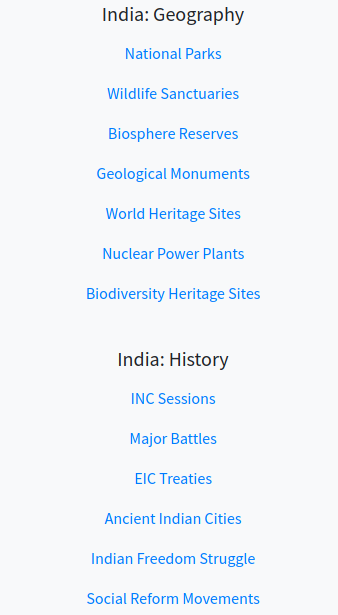 India: Geography
National Parks
Wildlife Sanctuaries
Biosphere Reserves
Geological Monuments
World Heritage Sites
Nuclear Power Plants
Biodiversity Heritage Sites
India: History
INC Sessions
Major Battles
EIC Treaties
Ancient Indian Cities
Indian Freedom Struggle
Social Reform Movements